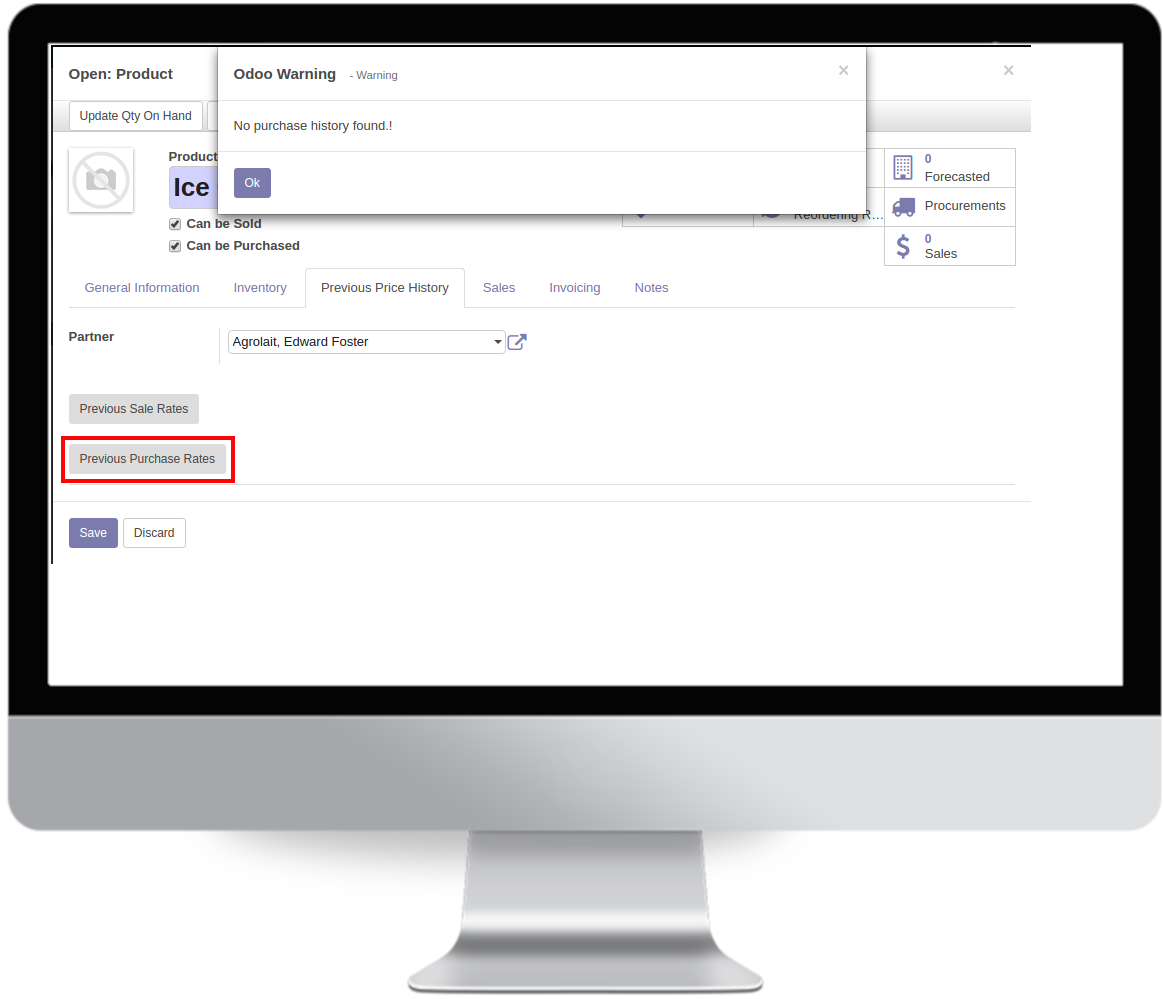 Open: Product
Odoo Warning - Warning ×
×
Update Qty On Hand
No purchase history found.!
Ok
Product
Ice
Can be Sold
Can be Purchased
0
Forecasted
Reordering R...
Procurements
0
Sales
General Information Inventory Previous Price History Sales Invoicing Notes
Partner Agrolait, Edward Foster
Previous Sale Rates
Previous Purchase Rates
Save Discard